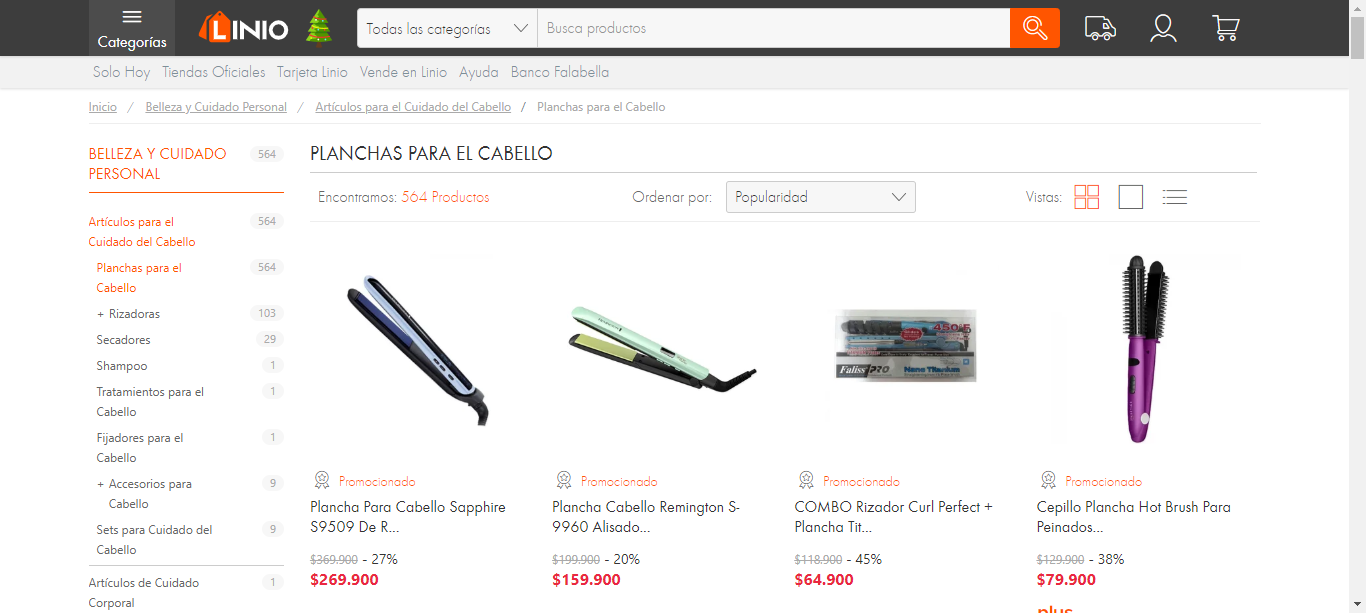 Categorías
LINIO
Todas las categorías
Busca productos
Solo Hoy Tiendas Oficiales Tarjeta Linio Vende en Linio Ayuda Banco Falabella
Inicio / Belleza y Cuidado Personal / Artículos para el Cuidado del Cabello / Planchas para el Cabello
BELLEZA Y CUIDADO 564
PERSONAL
Artículos para el 564
Cuidado del Cabello
Planchas para el 564
Cabello
+ Rizadoras 103
Secadores 29
Shampoo 1
Tratamientos para el 1
Cabello
Fijadores para el 1
Cabello
+ Accesorios para 9
Cabello
Sets para Cuidado del 9
Cabello
Artículos de Cuidado 1
Corporal
PLANCHAS PARA EL CABELLO
Encontramos: 564 Productos
Ordenar por: Popularidad
Vistas:
Promocionado
Plancha Para Cabello Sapphire
S9509 De R...
$369.900 - 27%
$269.900
Promocionado
Plancha Cabello Remington S-
9960 Alisado...
$199.900 - 20%
$159.900
450°F
Faliss PRO
Nano Titanium
Promocionado
COMBO Rizador Curl Perfect +
Plancha Tit...
$118.900 - 45%
$64.900
Promocionado
Cepillo Plancha Hot Brush Para
Peinados...
$129.900 - 38%
$79.900
plus